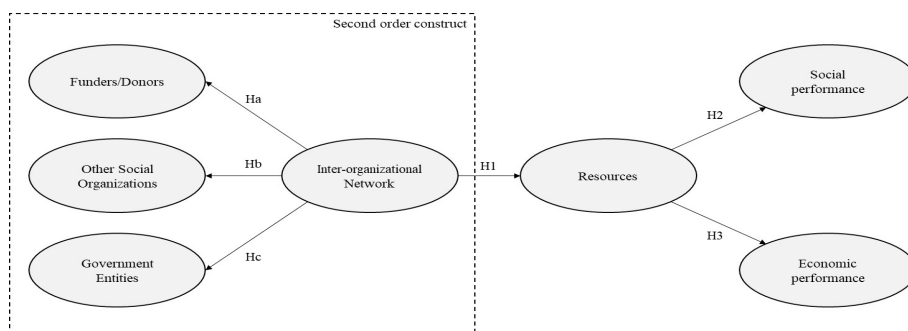 Second order construct
Funders/Donors
Social
performance
Ha
H2
Other Social
Organizations
Hb
Inter-organizational
Network
H1
Resources
Hc
H3
Government
Entities
Economic
performance